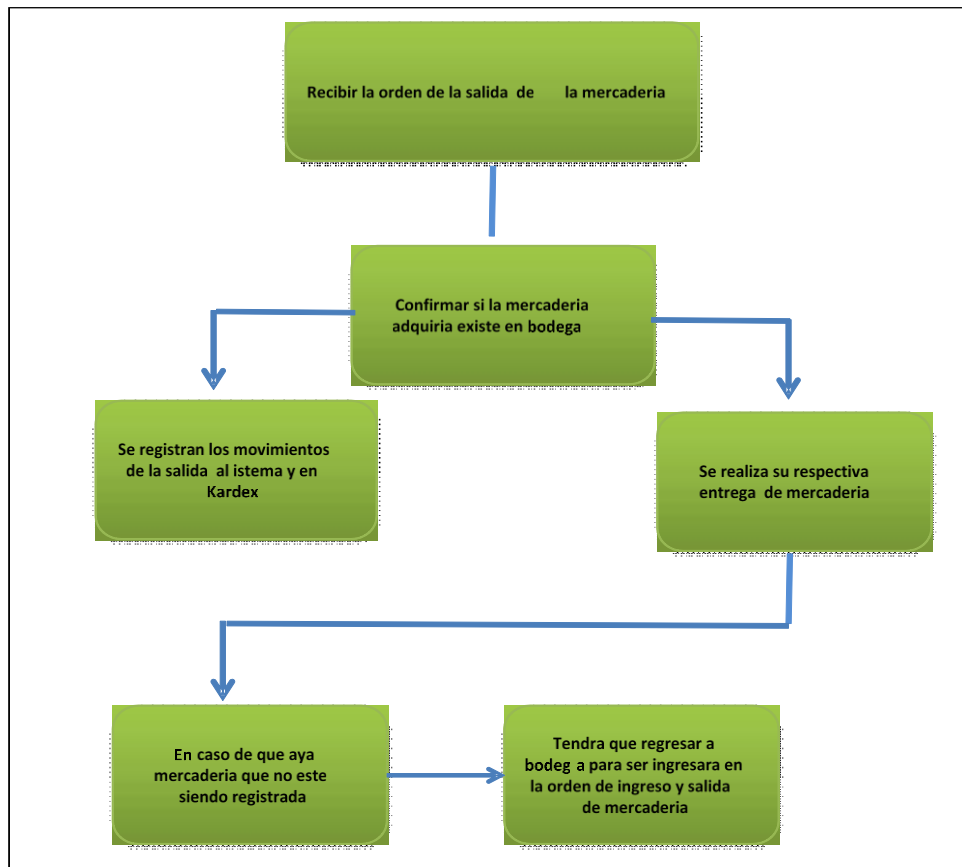 Recibir la orden de la salida de la mercaderia
Confirmar si la mercaderia
adquiria existe en bodega
Se registran los movimientos
de la salida al istema y en
Kardex
Se realiza su respectiva
entrega de mercaderia
En caso de que aya
mercaderia que no este
siendo registrada
Tendra que regresar a
bodeg a para ser ingresara en
la orden de ingreso y salida
de mercaderia